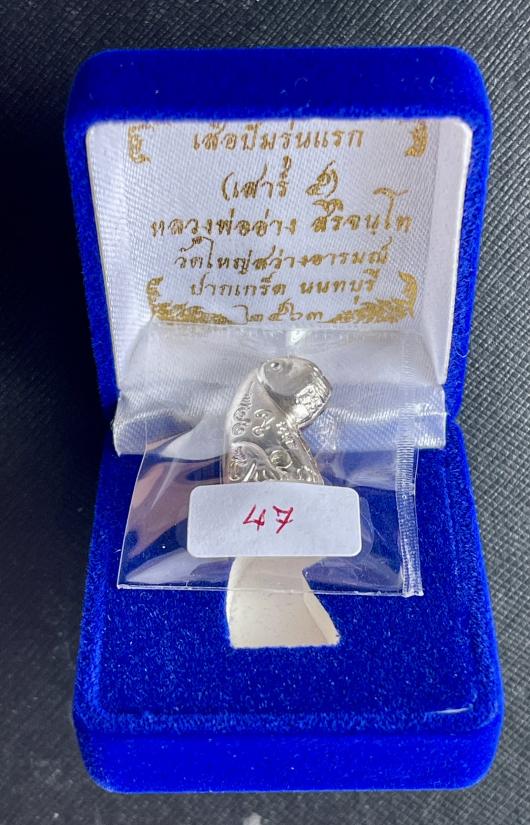 เสือปั๊มรุ่นแรก
(เสาร์ ๕)
หลวงพ่ออ่าง สิริจนฺโท
วัดใหญ่สว่างอารมณ์
ปากเกร็ด นนทบุรี
๒๕๖๓
47